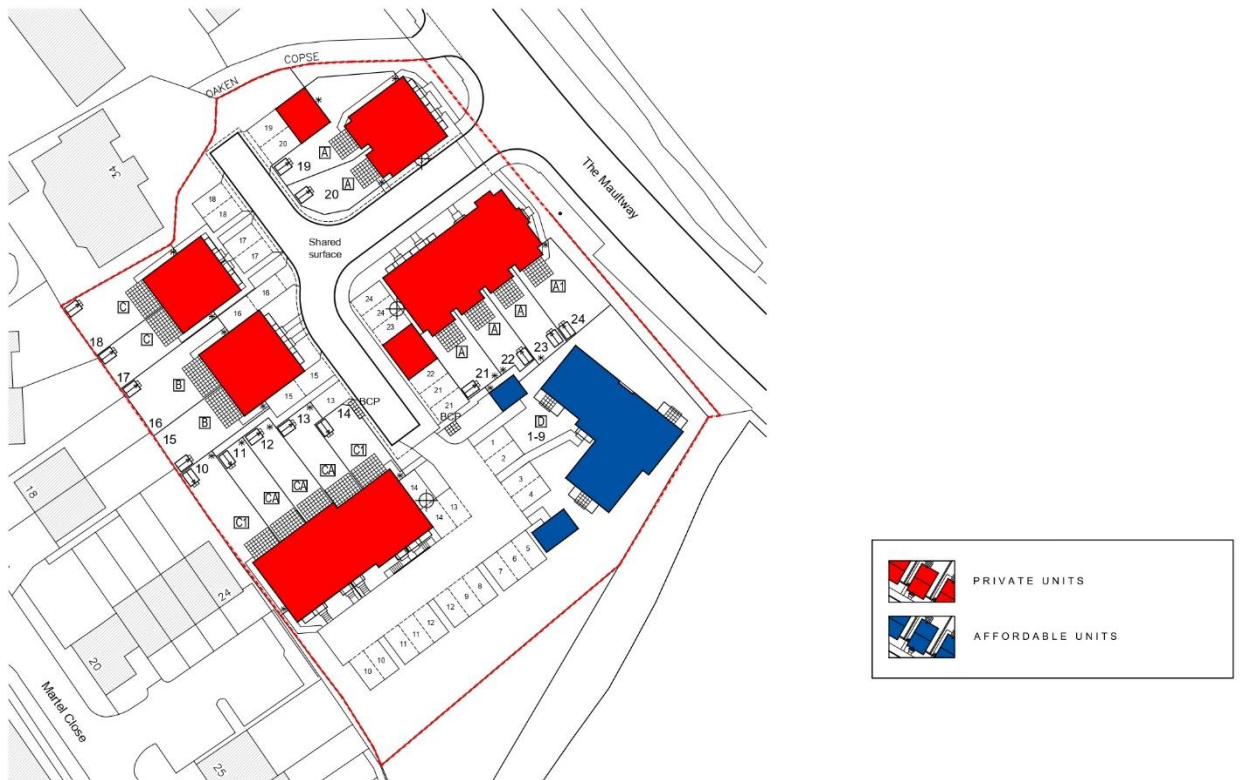 OAKEN COPSE
The Maultway
34
19
20
A
19
A
20
18
18
17
17
Shared
surface
16
16
C
C
18
17
B
B
16
15
15
15
24
24
23
22
21
21
A1
A
A
A
24
23
22
21
BCP
BCP
13
14
13
12
11
10
C1
CA
CA
C1
D
1-9
1
2
3
4
14
14
13
5
6
7
8
9
12
12
11
11
10
10
18
24
20
25
Martel Close
PRIVATE UNITS
AFFORDABLE UNITS